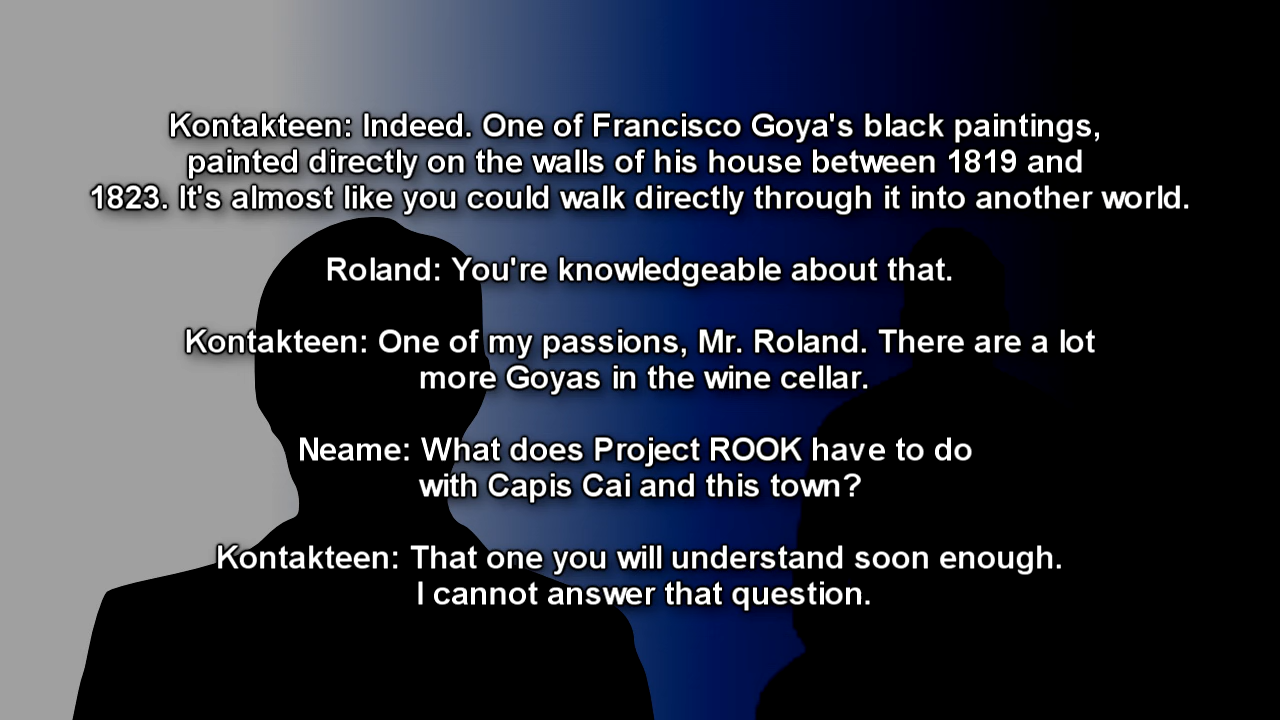 Kontakteen: Indeed. One of Francisco Goya's black paintings,
painted directly on the walls of his house between 1819 and
1823. It's almost like you could walk directly through it into another world.
Roland: You're knowledgeable about that.
Kontakteen: One of my passions, Mr. Roland. There are a lot
more Goyas in the wine cellar.
Neame: What does Project ROOK have to do
with Capis Cai and this town?
Kontakteen: That one you will understand soon enough.
I cannot answer that question.